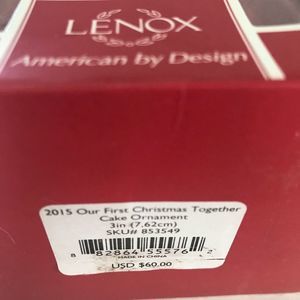 LENOX
American by Design
2015 Our First Christmas Together
Cake Ornament
3in (7.62cm)
SKU# 853549
8 82864 55576 2
MADE IN CHINA
USD $60.00